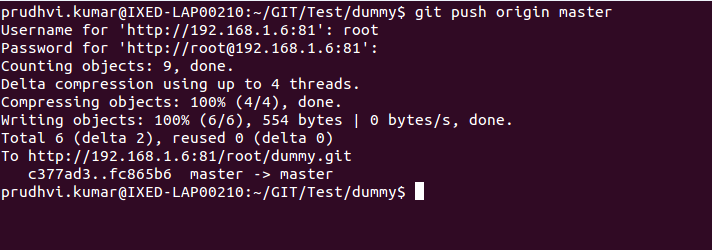 prudhvi.kumar@IXED-LAP00210:~/GIT/Test/dummy$ git push origin master
Username for 'http://192.168.1.6:81': root
Password for 'http://root@192.168.1.6:81':
Counting objects: 9, done.
Delta compression using up to 4 threads.
Compressing objects: 100% (4/4), done.
Writing objects: 100% (6/6), 554 bytes | 0 bytes/s, done.
Total 6 (delta 2), reused 0 (delta 0)
To http://192.168.1.6:81/root/dummy.git
   c377ad3..fc865b6  master -> master
prudhvi.kumar@IXED-LAP00210:~/GIT/Test/dummy$